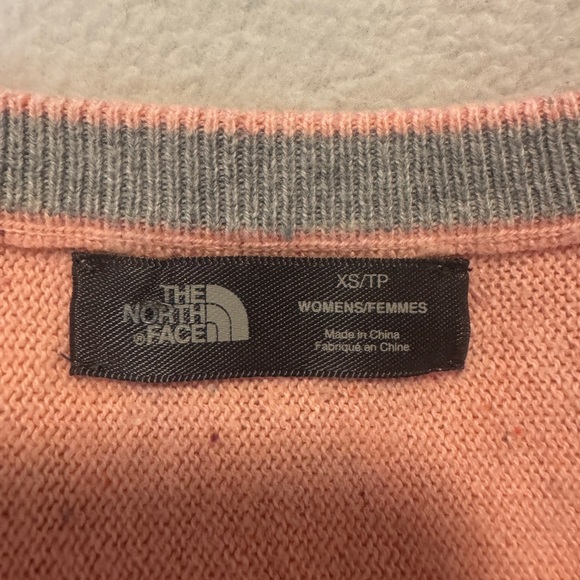 THE
NORTH
®FACE
XS/TP
WOMENS/FEMMES
Made in China
Fabriqué en Chine